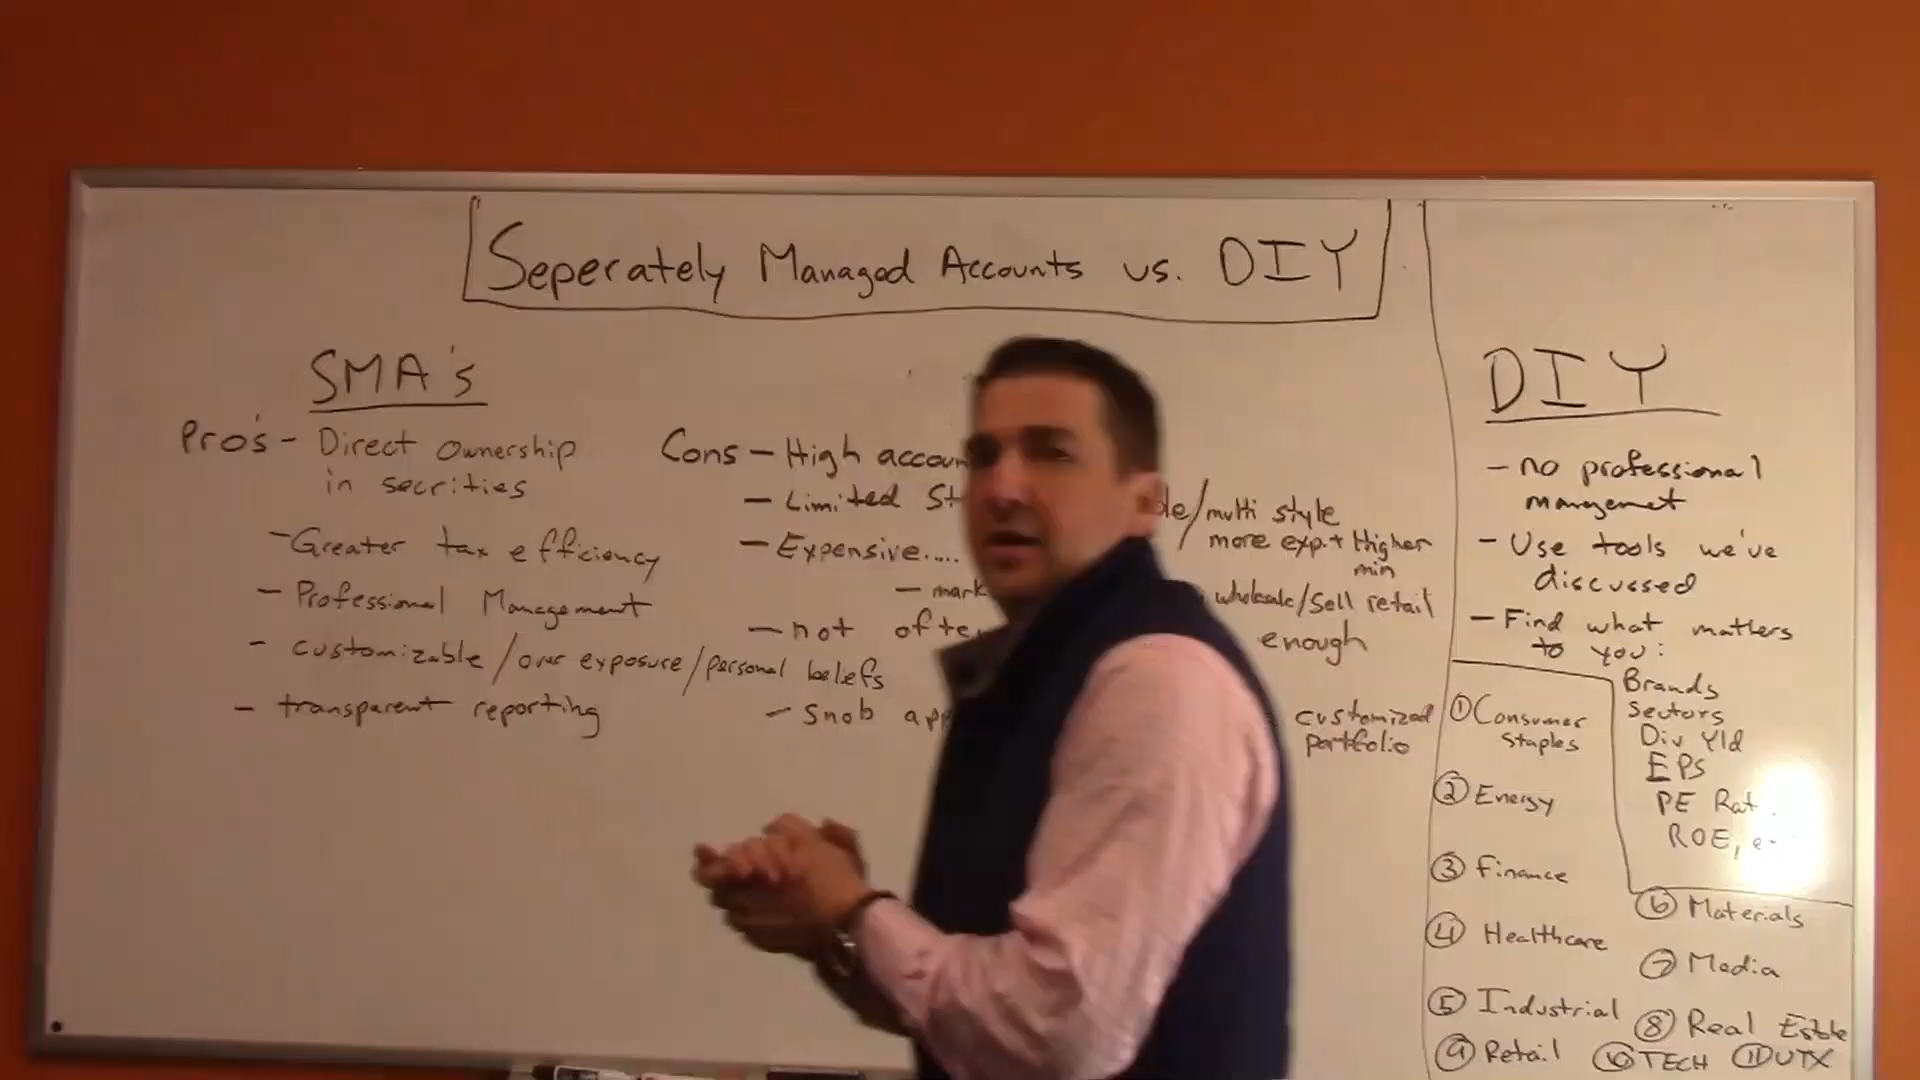 Seperately Managed Accounts vs. DIY
SMA's
Pro's - Direct Ownership
in secrities
- Greater tax efficiency
- Professional Management
- customizable / over exposure / personal beliefs
- transparent reporting
Cons - High
- Limited
- Expensive....
-
- not
- Snob
/ multi style
more exp. + Higher
min
wholesale / Sell retail
enough
customized
portfolio
DIY
- no professional
mangemet
- Use tools we've
discussed
- Find what matters
to you:
Brands
Sectors
Div Yld
EPS
PE
ROE,
① Consumer
Staples
② Energy
③ Finance
④ Healthcare
⑤ Industrial
⑥ Materials
⑦ Media
⑧ Real Estate
⑨ Retail ⑩ TECH ⑪ UTX